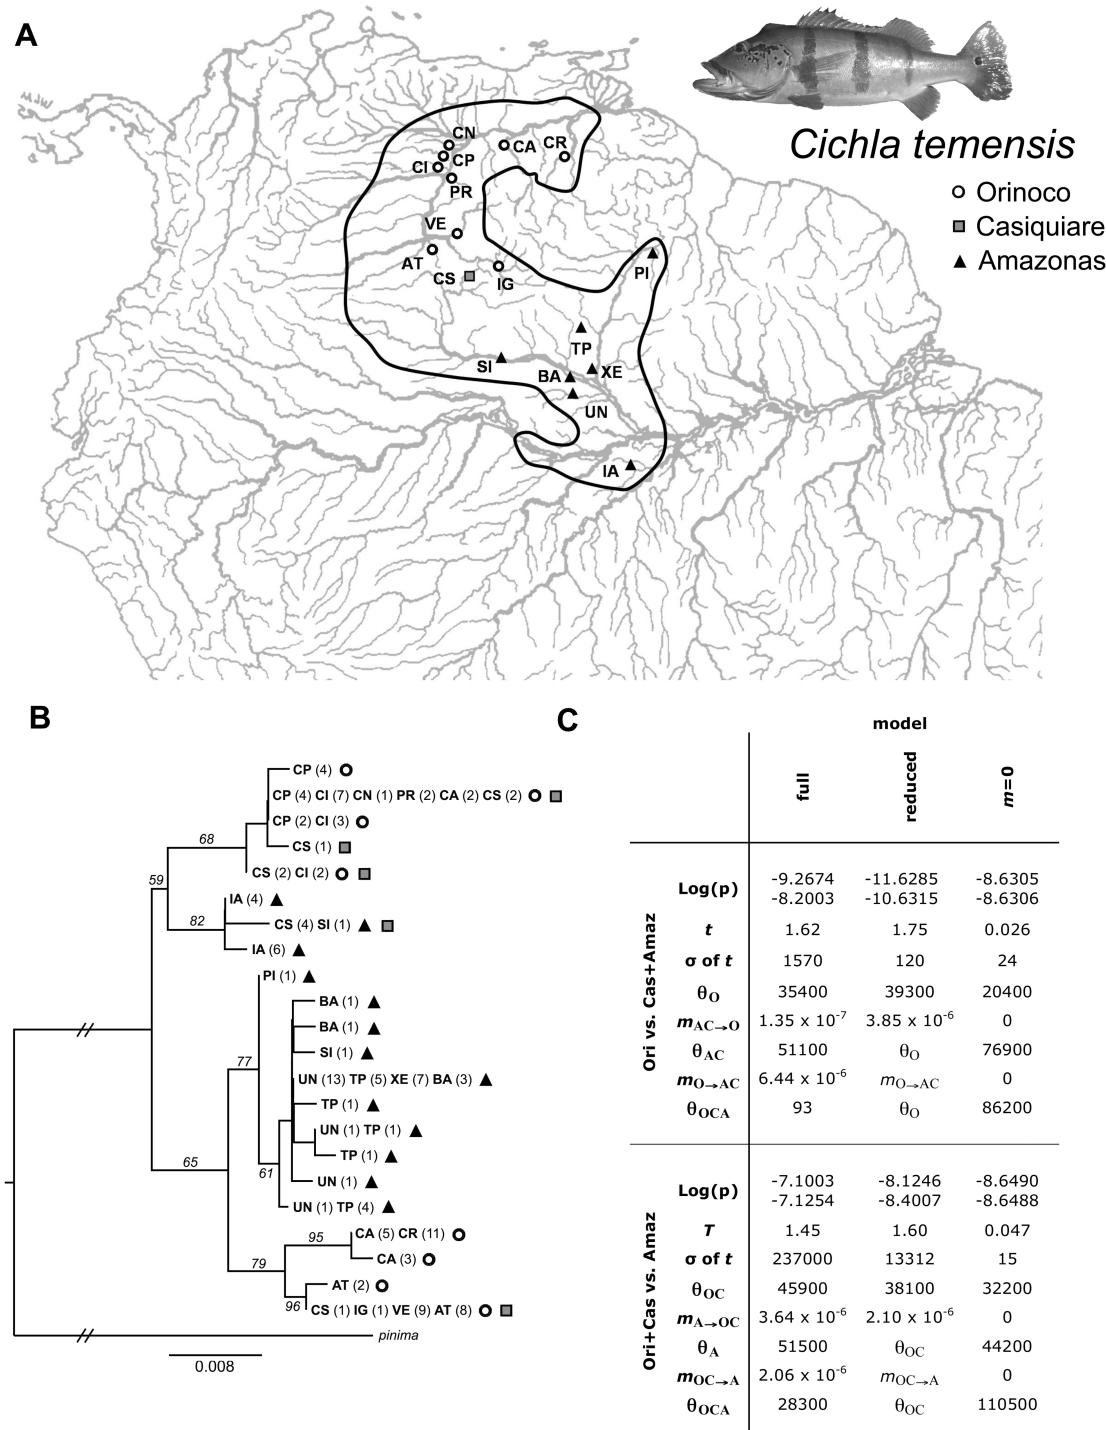 A
Cichla temensis
Orinoco
Casiquiare
Amazonas
CN
CA
CR
CP
CI
PR
VE
AT
CS
IG
PI
TP
SI
BA
XE
UN
IA
B
CP (4)
CP (4) CI (7) CN (1) PR (2) CA (2) CS (2)
CP (2) CI (3)
68
CS (1)
CS (2) CI (2)
59
IA (4)
82
CS (4) SI (1)
IA (6)
PI (1)
BA (1)
BA (1)
SI (1)
77
UN (13) TP (5) XE (7) BA (3)
TP (1)
UN (1) TP (1)
TP (1)
65
61
UN (1)
UN (1) TP (4)
95
CA (5) CR (11)
CA (3)
79
AT (2)
96
CS (1) IG (1) VE (9) AT (8)
pinima
0.008
C
model
full reduced m=0
Ori vs. Cas+Amaz
Log(p) -9.2674 -11.6285 -8.6305
-8.2003 -10.6315 -8.6306
t 1.62 1.75 0.026
σ of t 1570 120 24
θO 35400 39300 20400
mAC→O 1.35 x 10-7 3.85 x 10-6 0
θAC 51100 θO 76900
mO→AC 6.44 x 10-6 mO→AC 0
θOCA 93 θO 86200
Ori+Cas vs. Amaz
Log(p) -7.1003 -8.1246 -8.6490
-7.1254 -8.4007 -8.6488
T 1.45 1.60 0.047
σ of t 237000 13312 15
θOC 45900 38100 32200
mA→OC 3.64 x 10-6 2.10 x 10-6 0
θA 51500 θOC 44200
mOC→A 2.06 x 10-6 mOC→A 0
θOCA 28300 θOC 110500